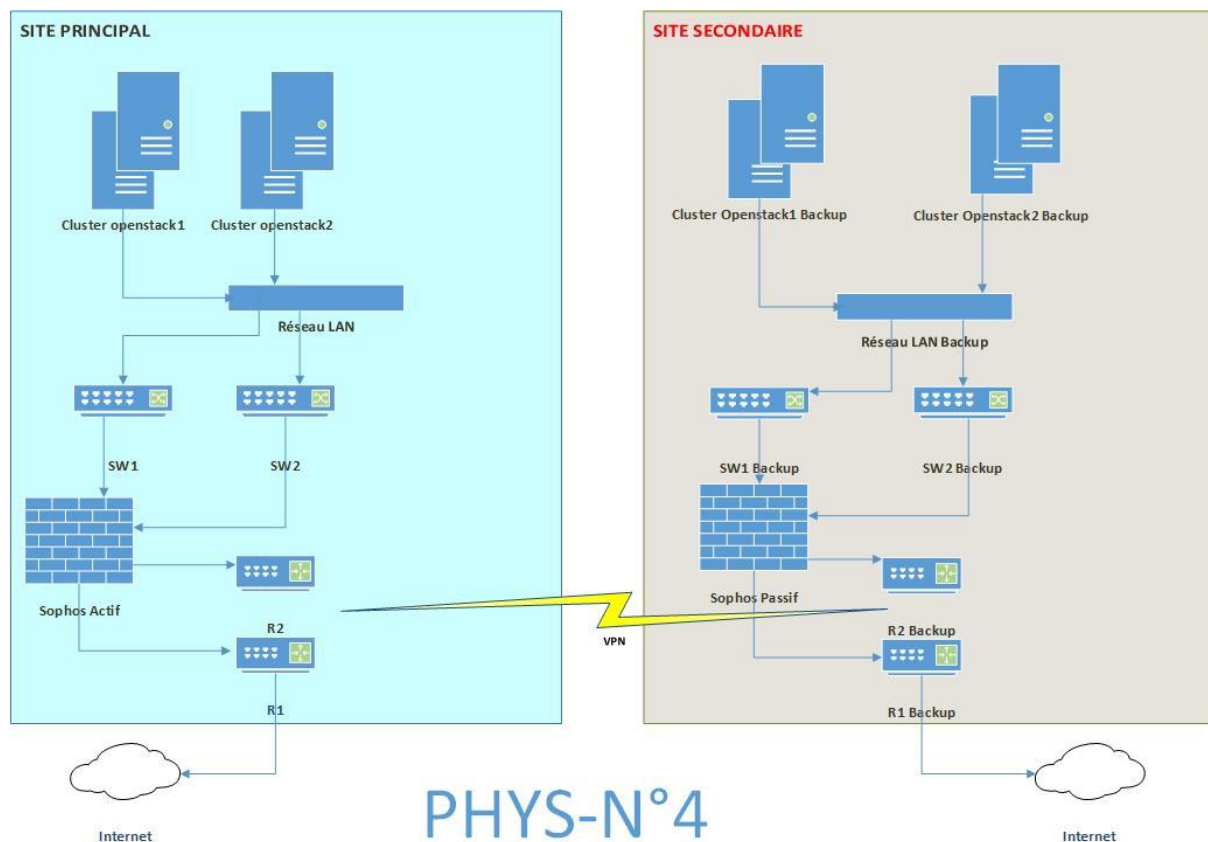 SITE PRINCIPAL
Cluster openstack1
Cluster openstack2
Réseau LAN
SW1
SW2
Sophos Actif
R2
R1
Internet
SITE SECONDAIRE
Cluster Openstack1 Backup
Cluster Openstack2 Backup
Réseau LAN Backup
SW1 Backup
SW2 Backup
Sophos Passif
R2 Backup
R1 Backup
Internet
VPN
PHYS-N°4